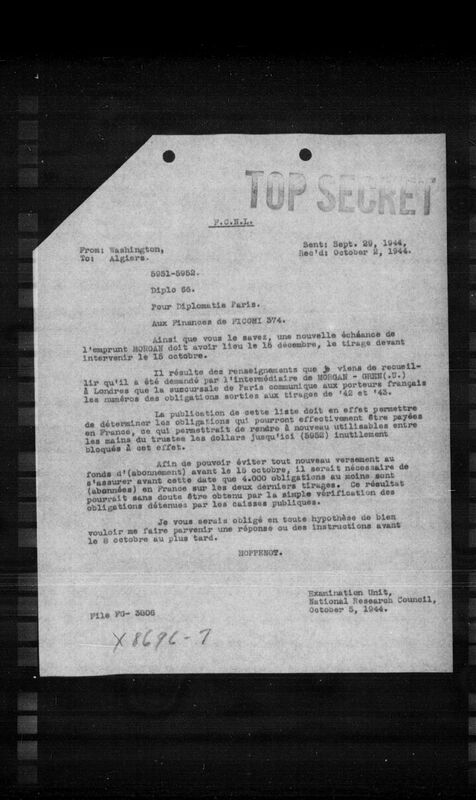 TOP SECRET
F.C.N.L.
From: Washington,
To: Algiers.
Sent: Sept. 29, 1944,
Rec'd: October 2, 1944.
5951-5952.
Diplo 66.
Pour Diplomatie Paris.
Aux Finances de FICOMI 374.
Ainsi que vous le savez, une nouvelle échéance de
l'emprunt MORGAN doit avoir lieu le 15 décembre, le tirage devant
intervenir le 15 octobre.
Il résulte des renseignements que je viens de recueil-
lir qu'il a été demandé par l'intermédiaire de MORGAN - GREN(.U.)
à Londres que la succursale de Paris communique aux porteurs français
les numéros des obligations sorties aux tirages de '42 et '43.
La publication de cette liste doit en effet permettre
de déterminer les obligations qui pourront effectivement être payées
en France, ce qui permettrait de rendre à nouveau utilisables entre
les mains du trustee les dollars jusqu'ici (5952) inutilement
bloqués à cet effet.
Afin de pouvoir éviter tout nouveau versement au
fonds d'(abonnement) avant le 15 octobre, il serait nécessaire de
s'assurer avant cette date que 4.000 obligations au moins sont
(abonnées) en France sur les deux derniers tirages. Ce résultat
pourrait sans doute être obtenu par la simple vérification des
obligations détenues par les caisses publiques.
Je vous serais obligé en toute hypothèse de bien
vouloir me faire parvenir une réponse ou des instructions avant
le 8 octobre au plus tard.
HOPPENOT.
Examination Unit,
National Research Council,
October 5, 1944.
File FG- 3806
X8696-7